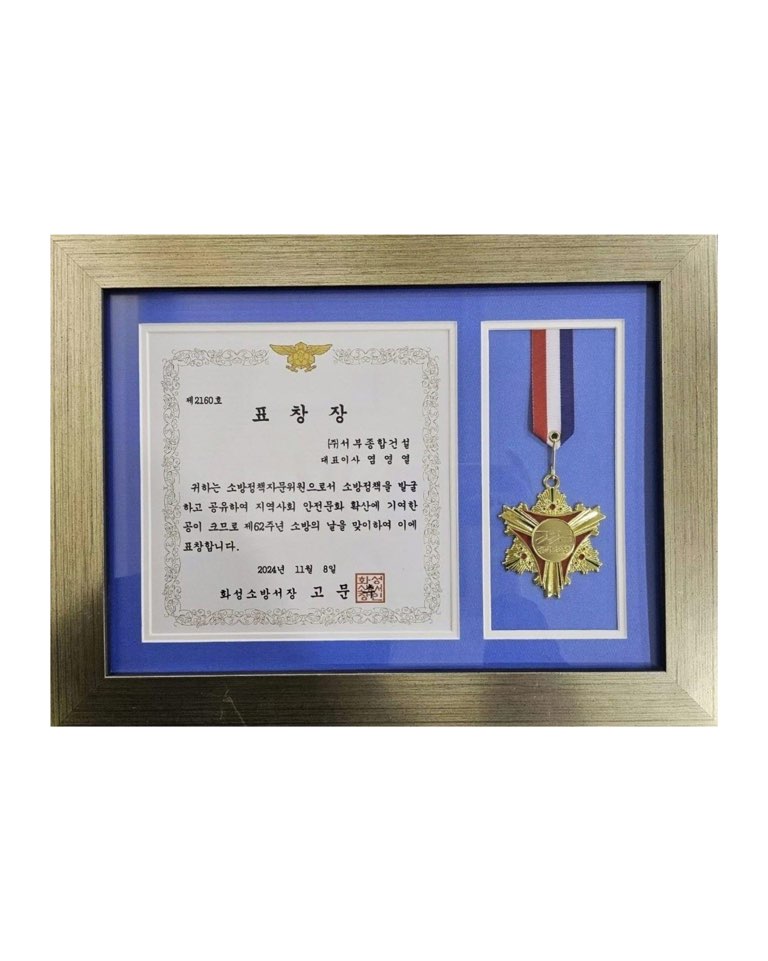 제2160호
표 창 장
(주)서부종합건설
대표이사 염 영 열
귀하는 소방정책자문위원으로서 소방정책을 발굴
하고 공유하여 지역사회 안전문화 확산에 기여한
공이 크므로 제62주년 소방의 날을 맞이하여 이에
표창합니다.
2024년 11월 8일
화성소방서장 고 문